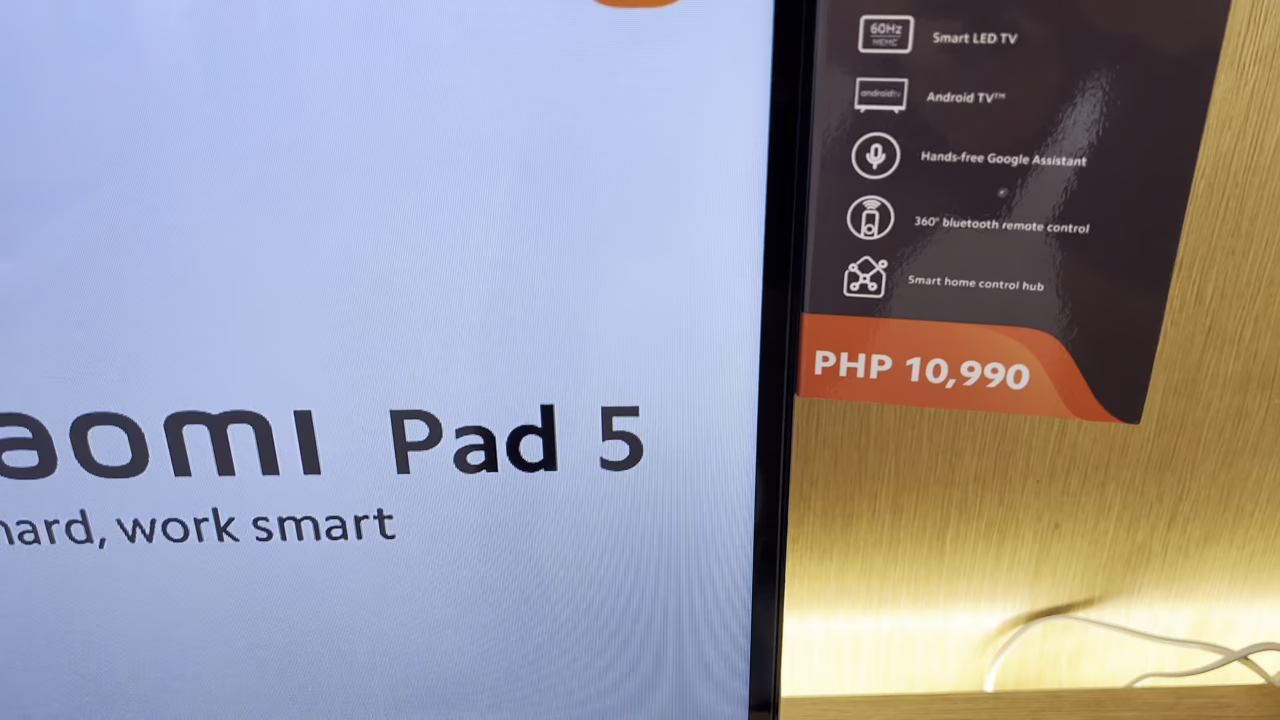 aomi Pad 5
hard, work smart
60Hz
MEMC
Smart LED TV
androidtv
Android TV™
Hands-free Google Assistant
360° bluetooth remote control
Smart home control hub
PHP 10,990